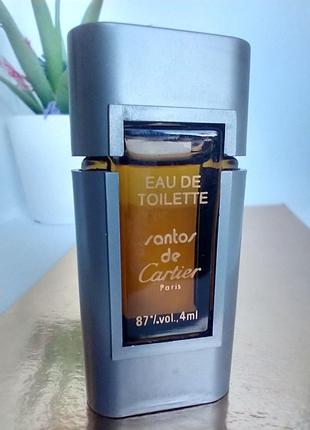 EAU DE
TOILETTE
santos
de
Cartier
Paris
87°/.vol.,4ml